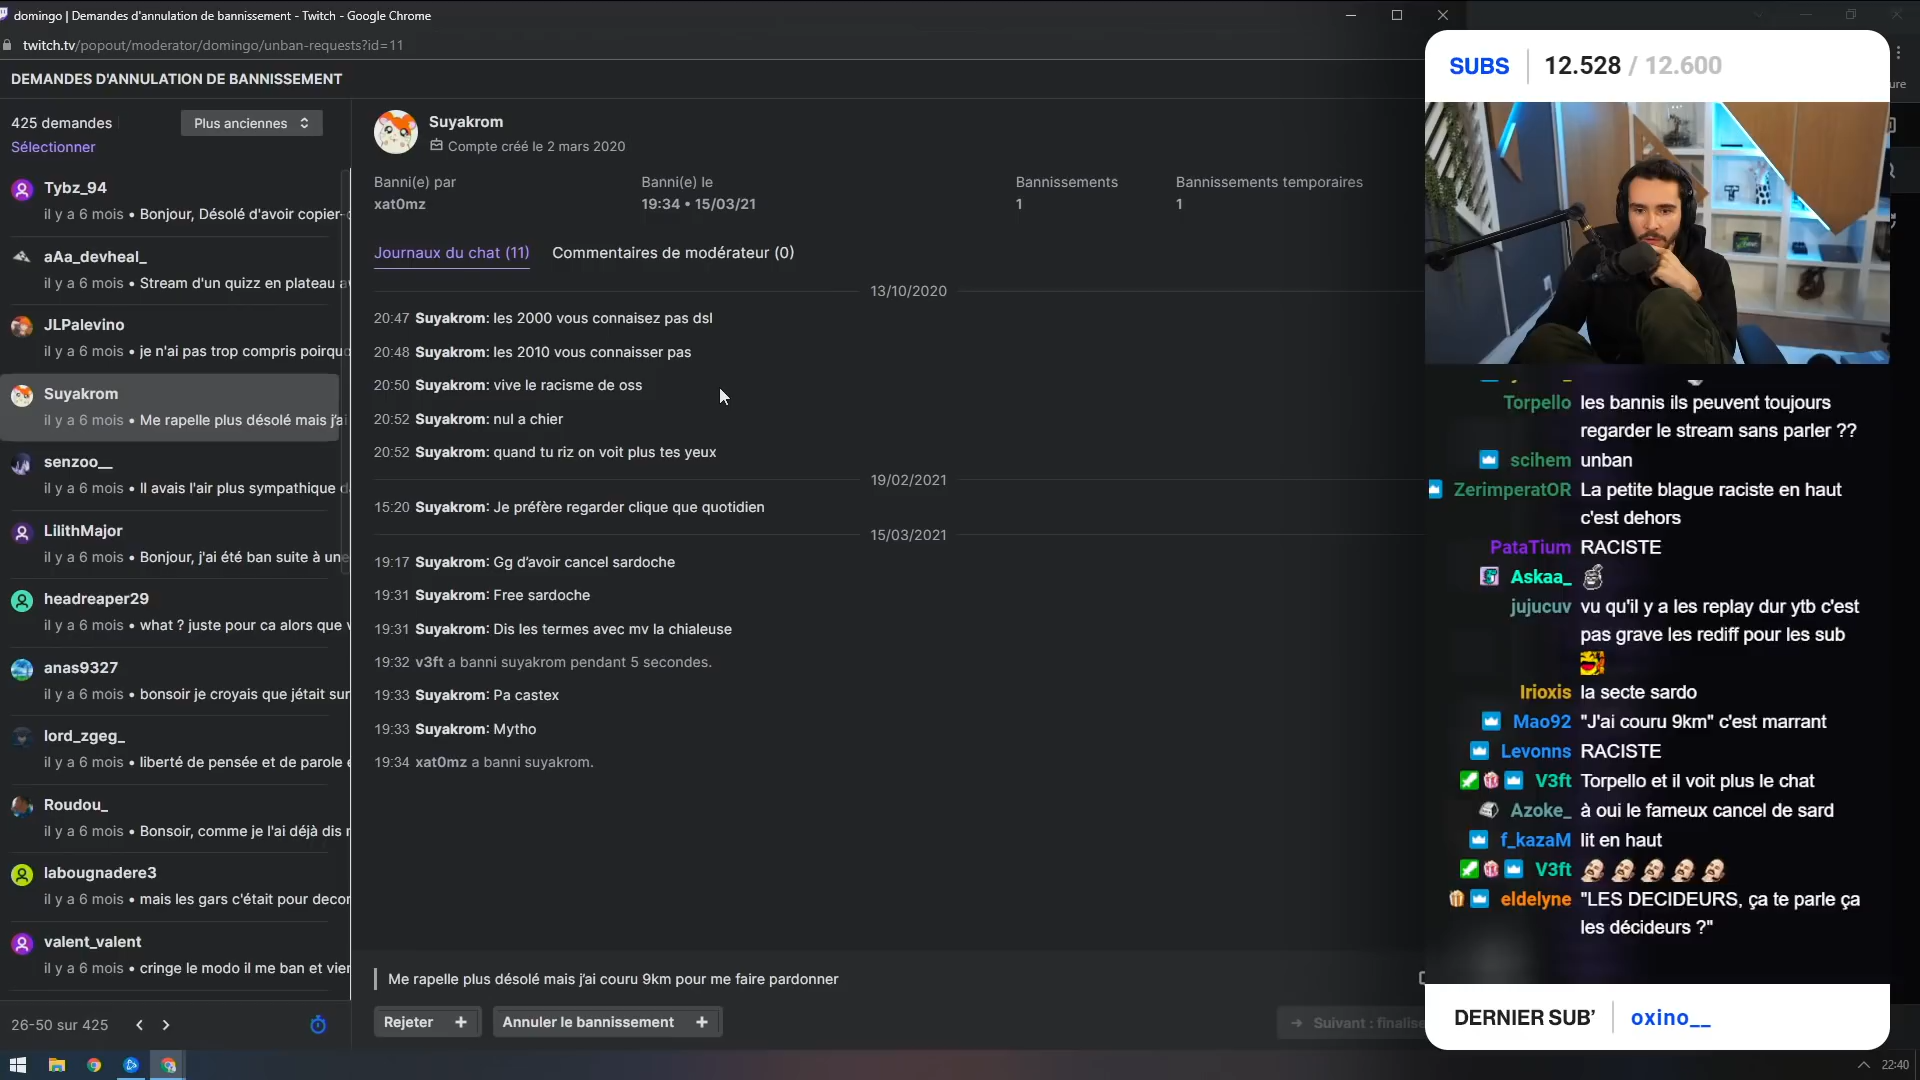 domingo | Demandes d'annulation de bannissement - Twitch - Google Chrome
twitch.tv/popout/moderator/domingo/unban-requests?id=11
DEMANDES D'ANNULATION DE BANNISSEMENT
425 demandes
Plus anciennes
Sélectionner
Tybz_94
il y a 6 mois • Bonjour, Désolé d'avoir copier-
aAa_devheal_
il y a 6 mois • Stream d'un quizz en plateau
JLPalevino
il y a 6 mois • je n'ai pas trop compris poirqu
Suyakrom
il y a 6 mois • Me rapelle plus désolé mais j'ai
senzoo__
il y a 6 mois • Il avais l'air plus sympathique
LilithMajor
il y a 6 mois • Bonjour, j'ai été ban suite à une
headreaper29
il y a 6 mois • what ? juste pour ca alors que
anas9327
il y a 6 mois • bonsoir je croyais que jétait sur
lord_zgeg_
il y a 6 mois • liberté de pensée et de parole
Roudou_
il y a 6 mois • Bonsoir, comme je l'ai déjà dis
labougnadere3
il y a 6 mois • mais les gars c'était pour decor
valent_valent
il y a 6 mois • cringe le modo il me ban et vier
26-50 sur 425
Suyakrom
Compte créé le 2 mars 2020
Banni(e) par
xat0mz
Banni(e) le
19:34 • 15/03/21
Bannissements
1
Bannissements temporaires
1
Journaux du chat (11)
Commentaires de modérateur (0)
13/10/2020
20:47 Suyakrom: les 2000 vous connaisez pas dsl
20:48 Suyakrom: les 2010 vous connaisser pas
20:50 Suyakrom: vive le racisme de oss
20:52 Suyakrom: nul a chier
20:52 Suyakrom: quand tu riz on voit plus tes yeux
19/02/2021
15:20 Suyakrom: Je préfère regarder clique que quotidien
15/03/2021
19:17 Suyakrom: Gg d'avoir cancel sardoche
19:31 Suyakrom: Free sardoche
19:31 Suyakrom: Dis les termes avec mv la chialeuse
19:32 v3ft a banni suyakrom pendant 5 secondes.
19:33 Suyakrom: Pa castex
19:33 Suyakrom: Mytho
19:34 xat0mz a banni suyakrom.
Me rapelle plus désolé mais j'ai couru 9km pour me faire pardonner
Rejeter +
Annuler le bannissement +
Suivant : finalise
SUBS 12.528 / 12.600
ure
Torpello les bannis ils peuvent toujours
regarder le stream sans parler ??
scihem unban
ZerimperatOR La petite blague raciste en haut
c'est dehors
PataTium RACISTE
Askaa_
jujucuv vu qu'il y a les replay dur ytb c'est
pas grave les rediff pour les sub
Irioxis la secte sardo
Mao92 "J'ai couru 9km" c'est marrant
Levonns RACISTE
V3ft Torpello et il voit plus le chat
Azoke_ à oui le fameux cancel de sard
f_kazaM lit en haut
V3ft
eldelyne "LES DECIDEURS, ça te parle ça
les décideurs ?"
DERNIER SUB' oxino__
22:40